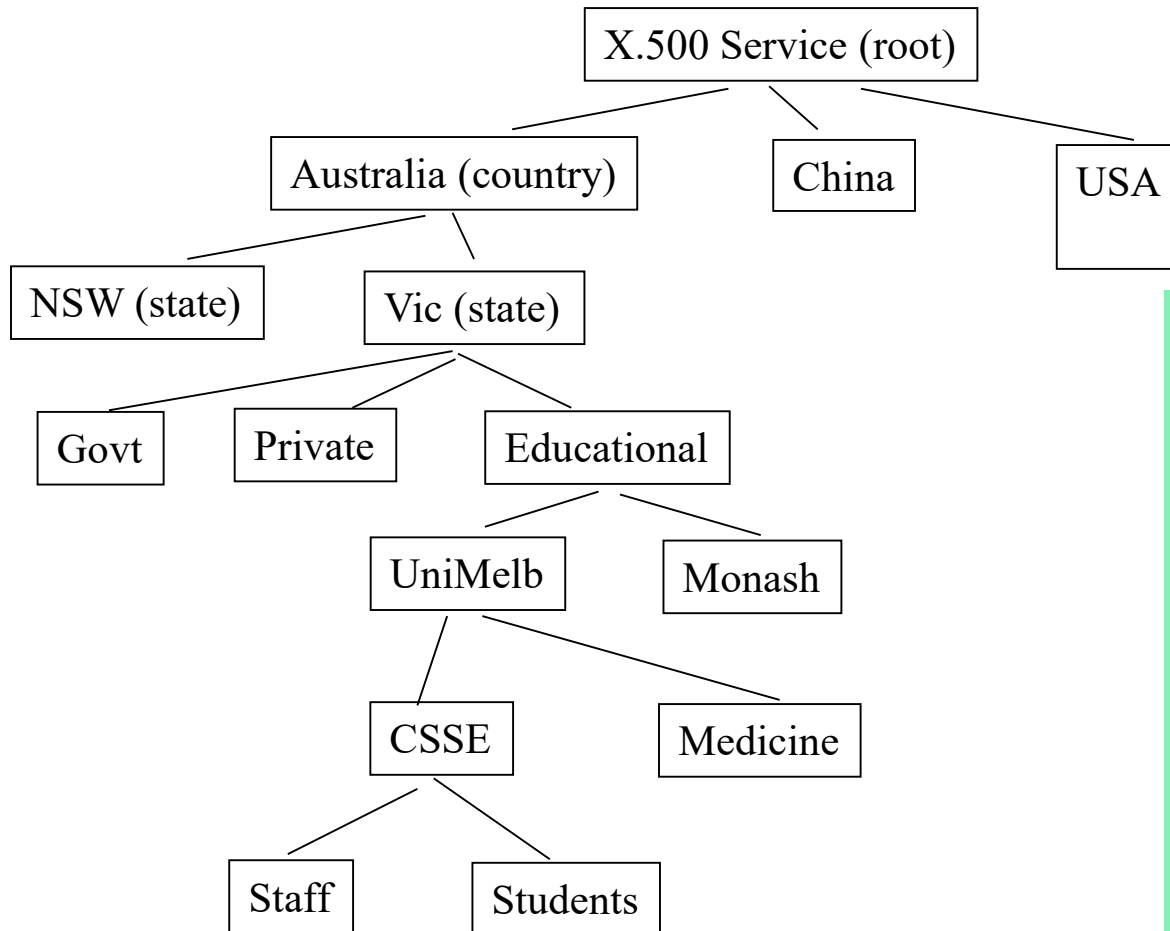 X.500 Service (root)
Australia (country)
China
USA
NSW (state)
Vic (state)
Govt
Private
Educational
UniMelb
Monash
CSSE
Medicine
Staff
Students